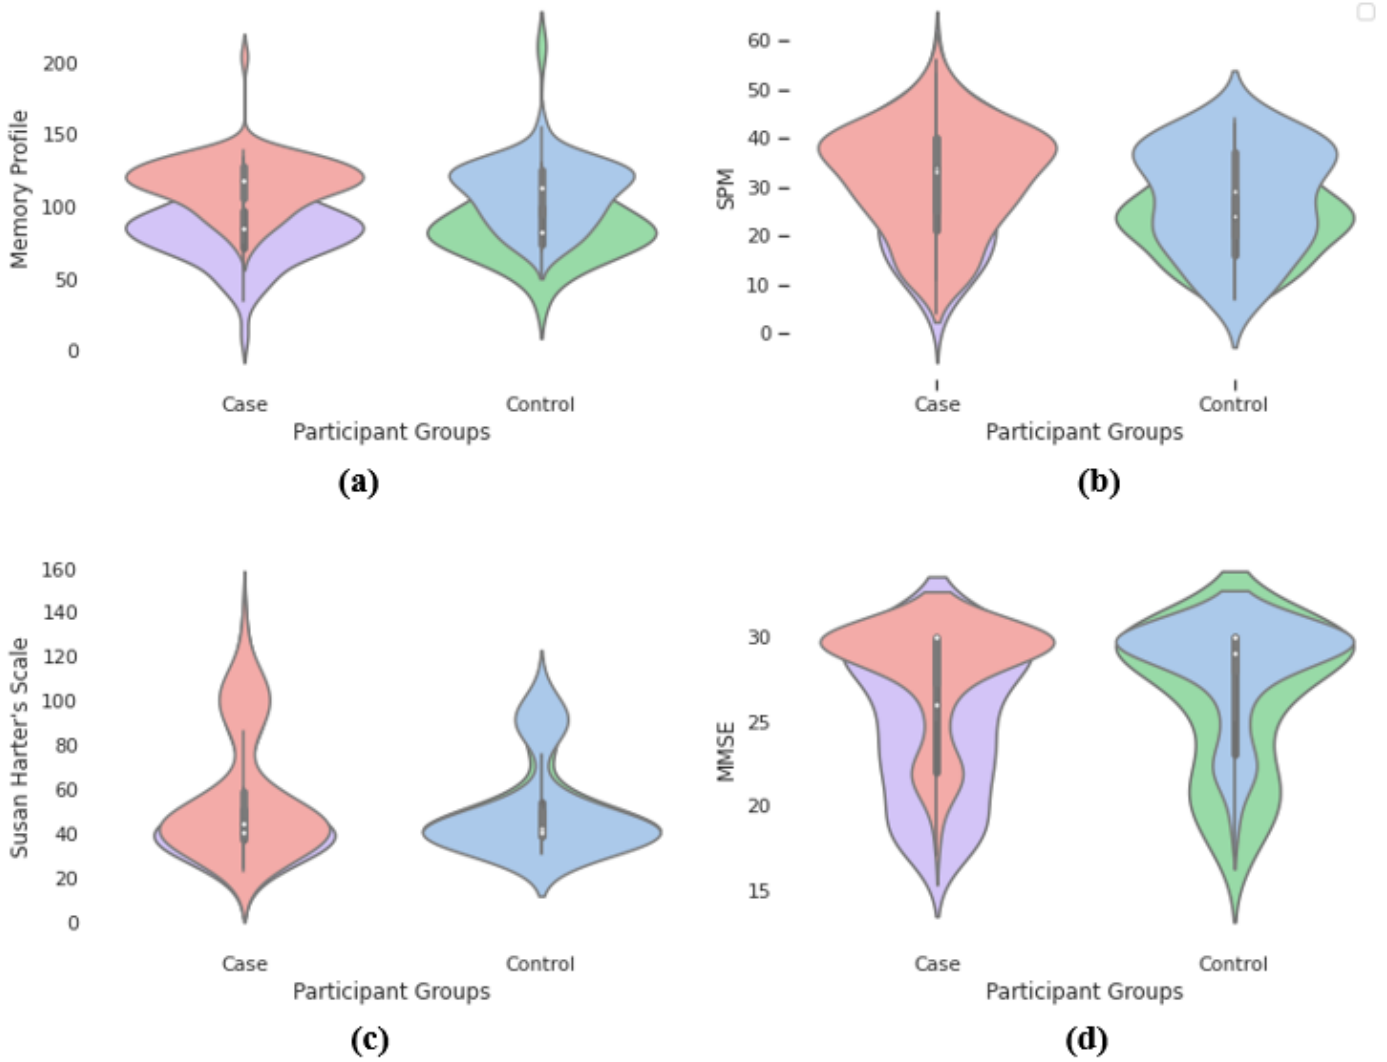 Memory Profile
200
150
100
50
0
Case
Control
Participant Groups
(a)
SPM
60
50
40
30
20
10
0
Case
Control
Participant Groups
(b)
Susan Harter's Scale
160
140
120
100
80
60
40
20
0
Case
Control
Participant Groups
(c)
MMSE
30
25
20
15
Case
Control
Participant Groups
(d)